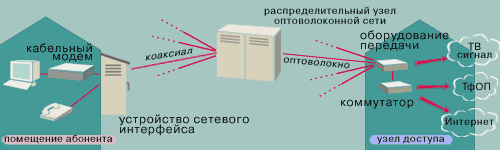 распределительный узел
оптоволоконной сети
кабельный
модем
коаксиал
оптоволокно
оборудование
передачи
ТВ
сигнал
ТфОП
коммутатор
Интернет
устройство сетевого
интерфейса
помещение абонента
узел доступа